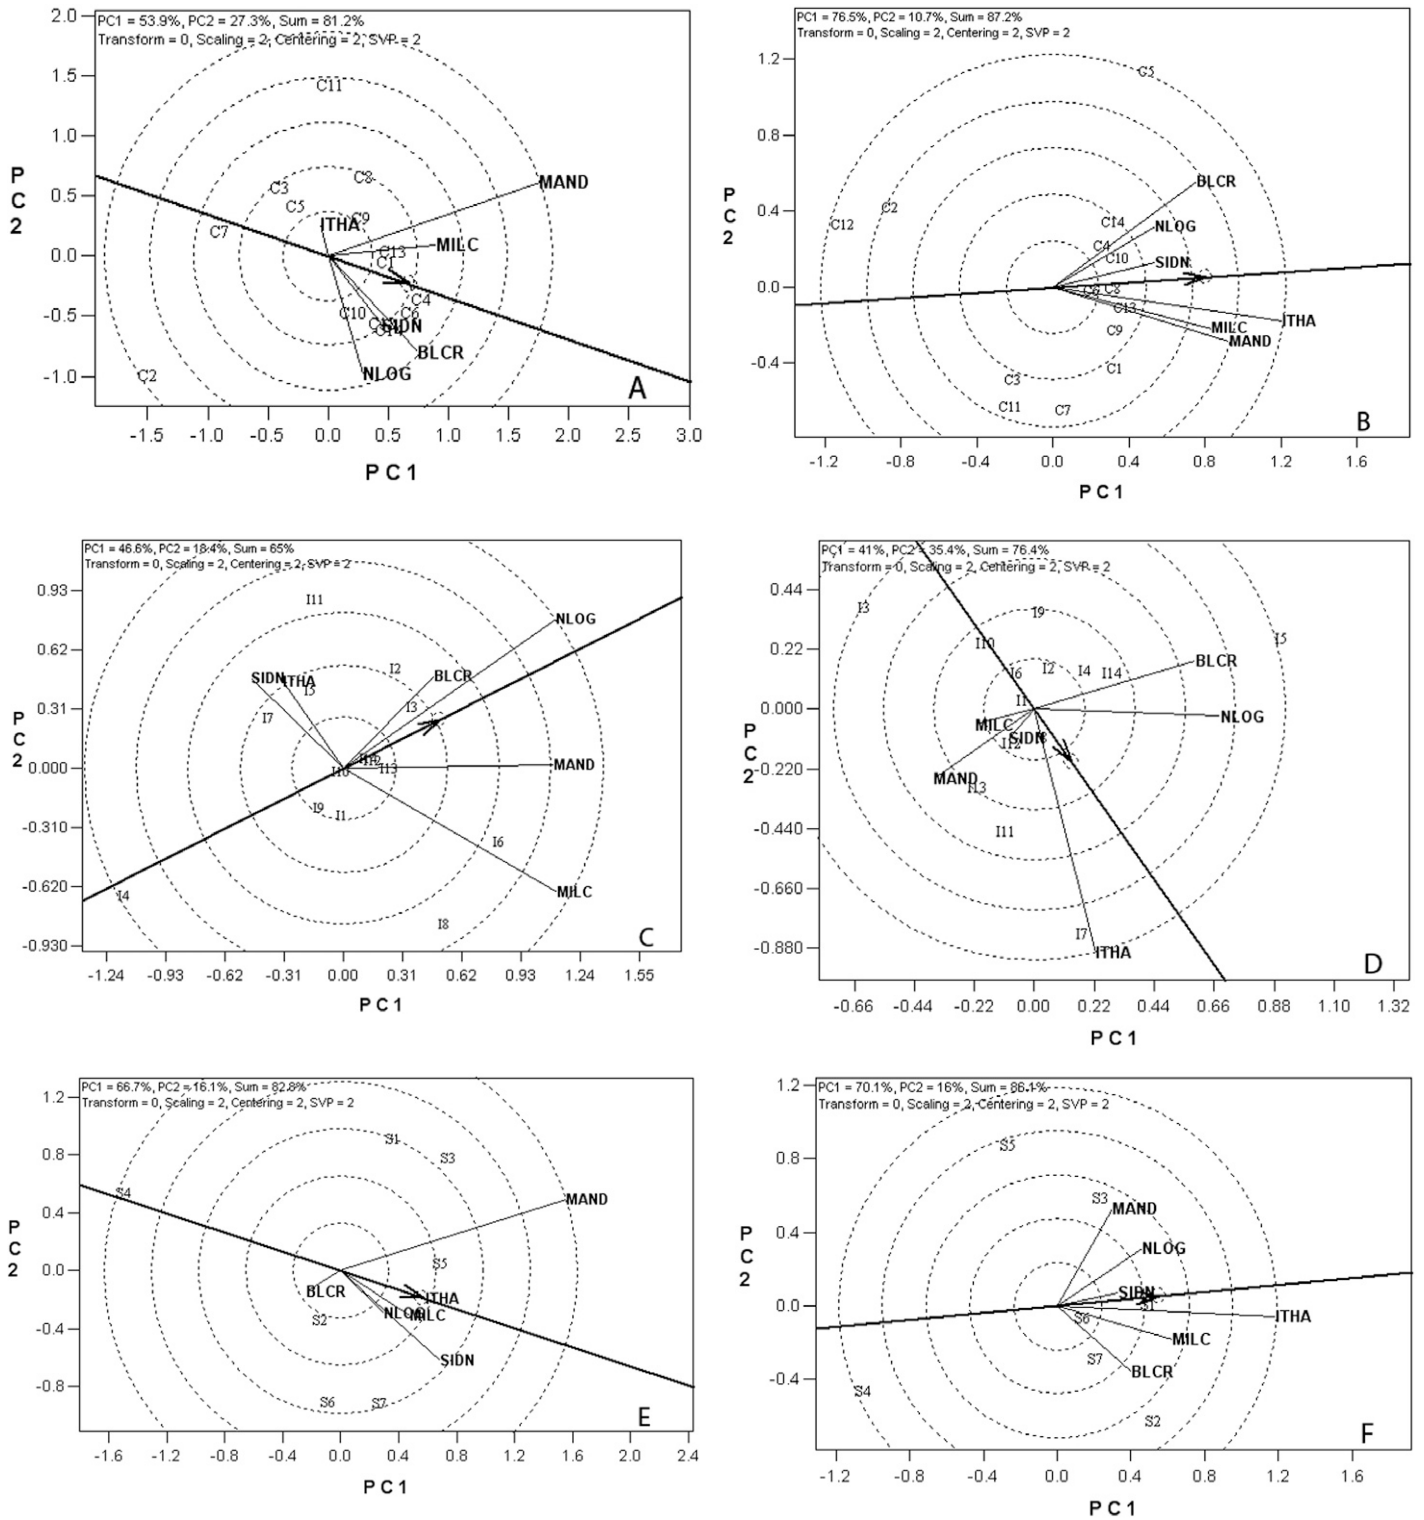 PC1 = 53.9%, PC2 = 27.3%, Sum = 81.2%
Transform = 0, Scaling = 2, Centering = 2, SVP = 2
2.0
1.5
1.0
0.5
0.0
-0.5
-1.0
P C 2
C11
C3
C8
MAND
C5
C9
ITHA
C7
MILC
C13
C1
C4
C10
C6
SIDN
BLCR
NLOG
C2
A
-1.5 -1.0 -0.5 0.0 0.5 1.0 1.5 2.0 3.0
P C 1
PC1 = 76.5%, PC2 = 10.7%, Sum = 87.2%
Transform = 0, Scaling = 2, Centering = 2, SVP = 2
1.2
0.8
0.4
0.0
-0.4
P C 2
C5
BLCR
C2
C12
C14
NLOG
C4
C10
SIDN
C8
C13
ITHA
C9
MILC
MAND
C1
C3
C11
C7
B
-1.2 -0.8 -0.4 0.0 0.4 0.8 1.2 1.6
P C 1
PC1 = 46.6%, PC2 = 18.4%, Sum = 65%
Transform = 0, Scaling = 2, Centering = 2, SVP = 2
0.93
0.62
0.31
0.000
-0.310
-0.620
-0.930
P C 2
I11
NLOG
I2
BLCR
SIDN
ITHA
I5
I3
I7
I10
I13
MAND
I9
I1
I6
I4
MILC
I8
C
-1.24 -0.93 -0.62 -0.31 0.00 0.31 0.62 0.93 1.24 1.55
P C 1
PC1 = 41%, PC2 = 35.4%, Sum = 76.4%
Transform = 0, Scaling = 2, Centering = 2, SVP = 2
0.44
0.22
0.000
-0.220
-0.440
-0.660
-0.880
P C 2
I3
I9
I10
I5
I6
I2
I4
I14
BLCR
I1
MILC
NLOG
SIDN
I12
MAND
I13
I11
I7
ITHA
D
-0.66 -0.44 -0.22 0.00 0.22 0.44 0.66 0.88 1.10 1.32
P C 1
PC1 = 66.7%, PC2 = 16.1%, Sum = 82.8%
Transform = 0, Scaling = 2, Centering = 2, SVP = 2
1.2
0.8
0.4
0.0
-0.4
-0.8
P C 2
S1
S3
S4
MAND
S5
BLCR
ITHA
NLOG
MILC
S2
SIDN
S6
S7
E
-1.6 -1.2 -0.8 -0.4 0.0 0.4 0.8 1.2 1.6 2.0 2.4
P C 1
PC1 = 70.1%, PC2 = 16%, Sum = 86.1%
Transform = 0, Scaling = 2, Centering = 2, SVP = 2
1.2
0.8
0.4
0.0
-0.4
P C 2
S5
S3
MAND
NLOG
SIDN
S1
S6
ITHA
MILC
S7
BLCR
S4
S2
F
-1.2 -0.8 -0.4 0.0 0.4 0.8 1.2 1.6
P C 1